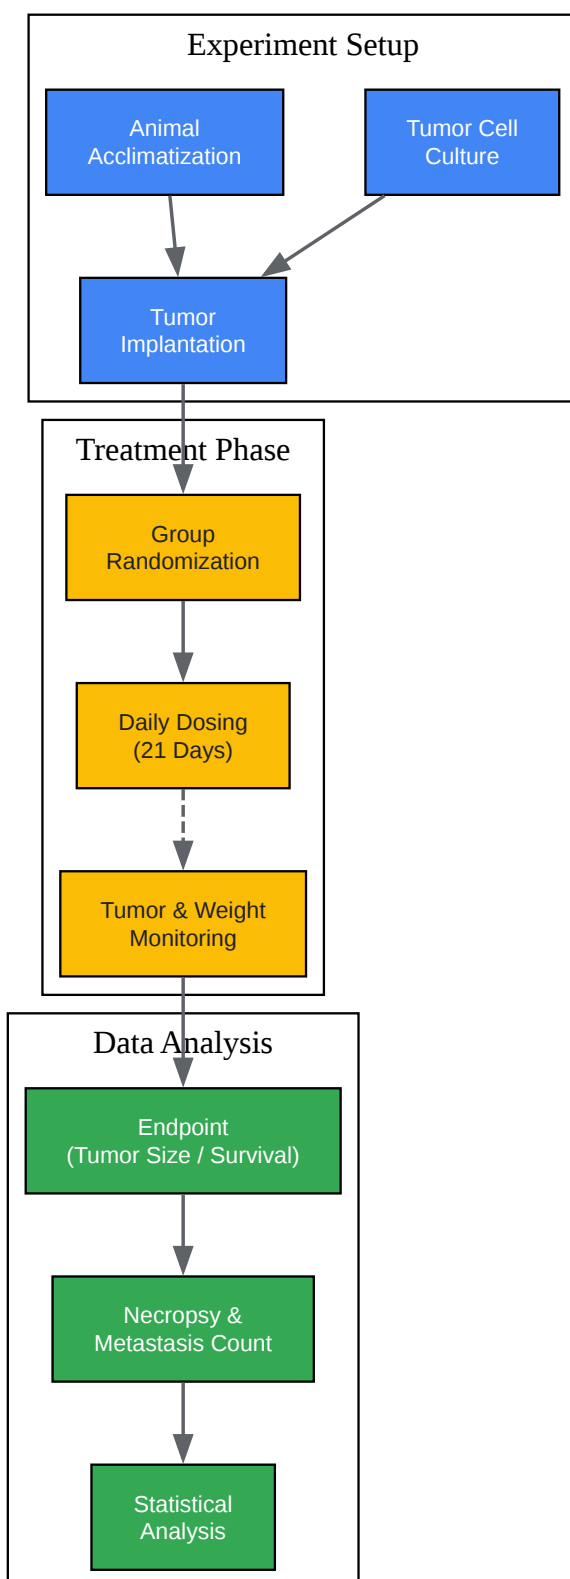 Experiment Setup
Animal
Acclimatization
Tumor Cell
Culture
Tumor
Implantation
Treatment Phase
Group
Randomization
Daily Dosing
(21 Days)
Tumor & Weight
Monitoring
Data Analysis
Endpoint
(Tumor Size / Survival)
Necropsy &
Metastasis Count
Statistical
Analysis